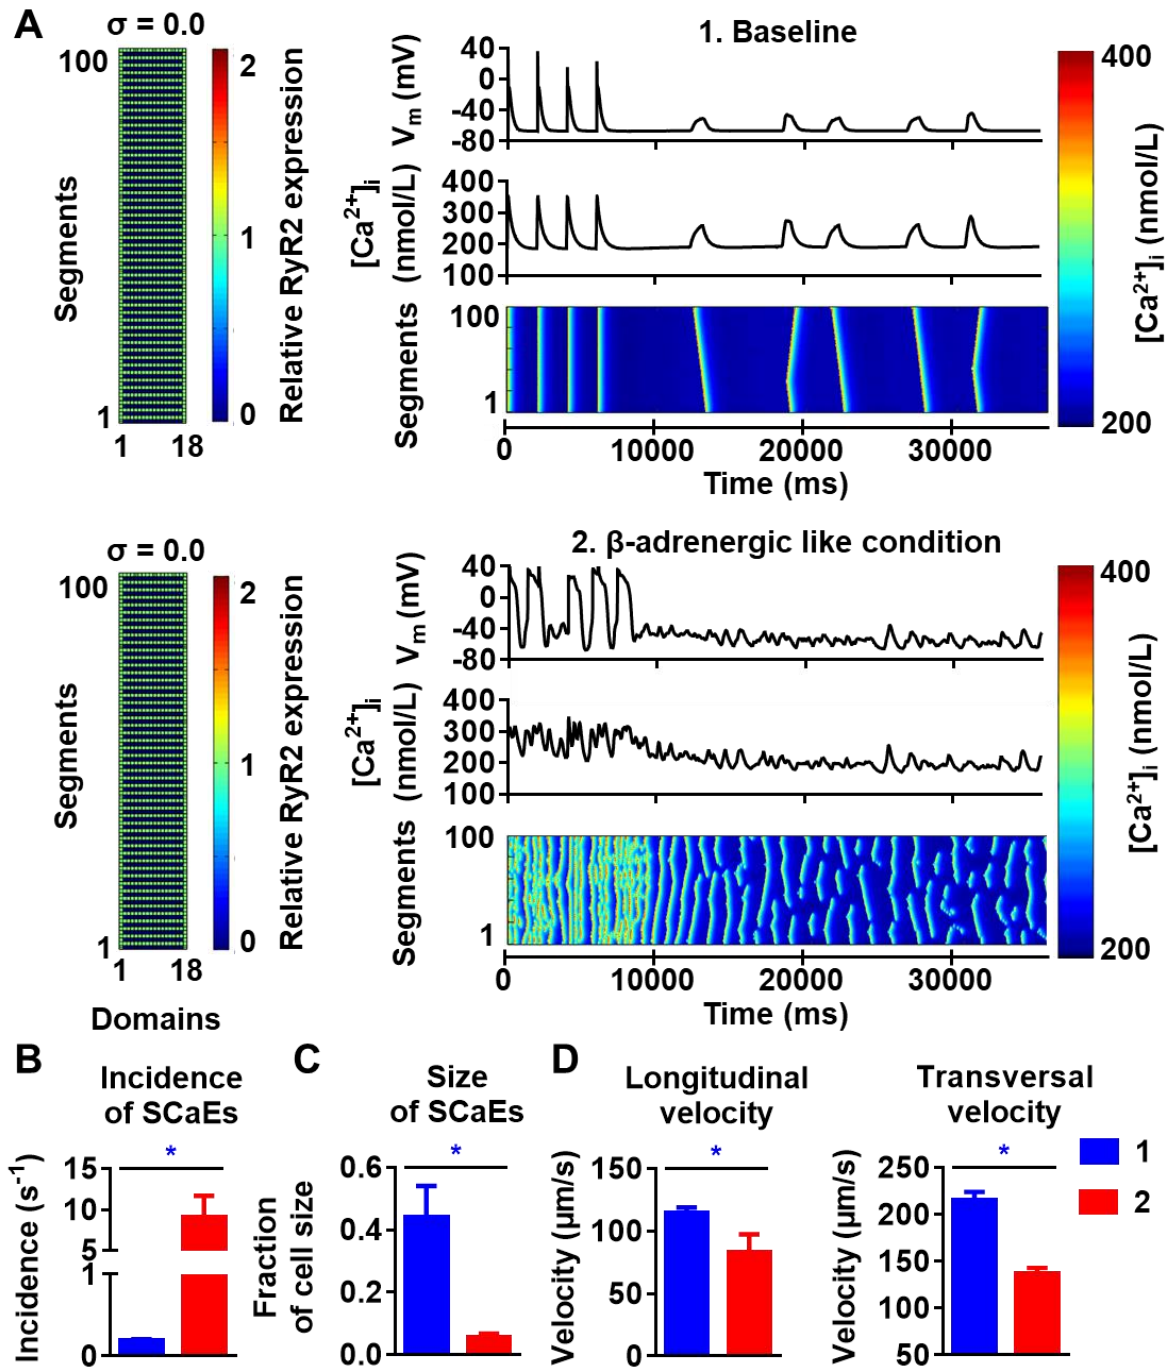 A
σ = 0.0
100
Segments
1
1 18
2
1
0
Relative RyR2 expression
1. Baseline
40
0
-40
-80
Vm (mV)
400
300
200
100
[Ca2+]i
(nmol/L)
100
1
Segments
0 10000 20000 30000
Time (ms)
400
200
[Ca2+]i (nmol/L)
σ = 0.0
100
Segments
1
1 18
Domains
2
1
0
Relative RyR2 expression
2. β-adrenergic like condition
40
0
-40
-80
Vm (mV)
400
300
200
100
[Ca2+]i
(nmol/L)
100
1
Segments
0 10000 20000 30000
Time (ms)
400
200
[Ca2+]i (nmol/L)
B
Incidence
of SCaEs
*
15
10
5
1
0
Incidence (s-1)
C
Size
of SCaEs
*
0.6
0.4
0.2
0.0
Fraction
of cell size
D
Longitudinal
velocity
*
150
100
50
0
Velocity (µm/s)
Transversal
velocity
*
250
200
150
100
50
Velocity (µm/s)
1
2